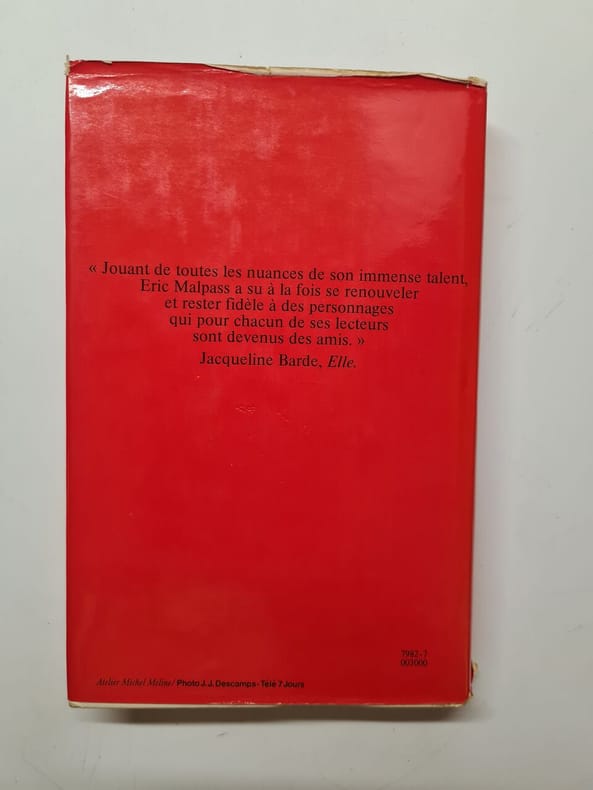 « Jouant de toutes les nuances de son immense talent,
Eric Malpass a su à la fois se renouveler
et rester fidèle à des personnages
qui pour chacun de ses lecteurs
sont devenus des amis. »
Jacqueline Barde, Elle.
7982-7
003000
Atelier Michel Méline / Photo J.J. Descamps - Télé 7 Jours